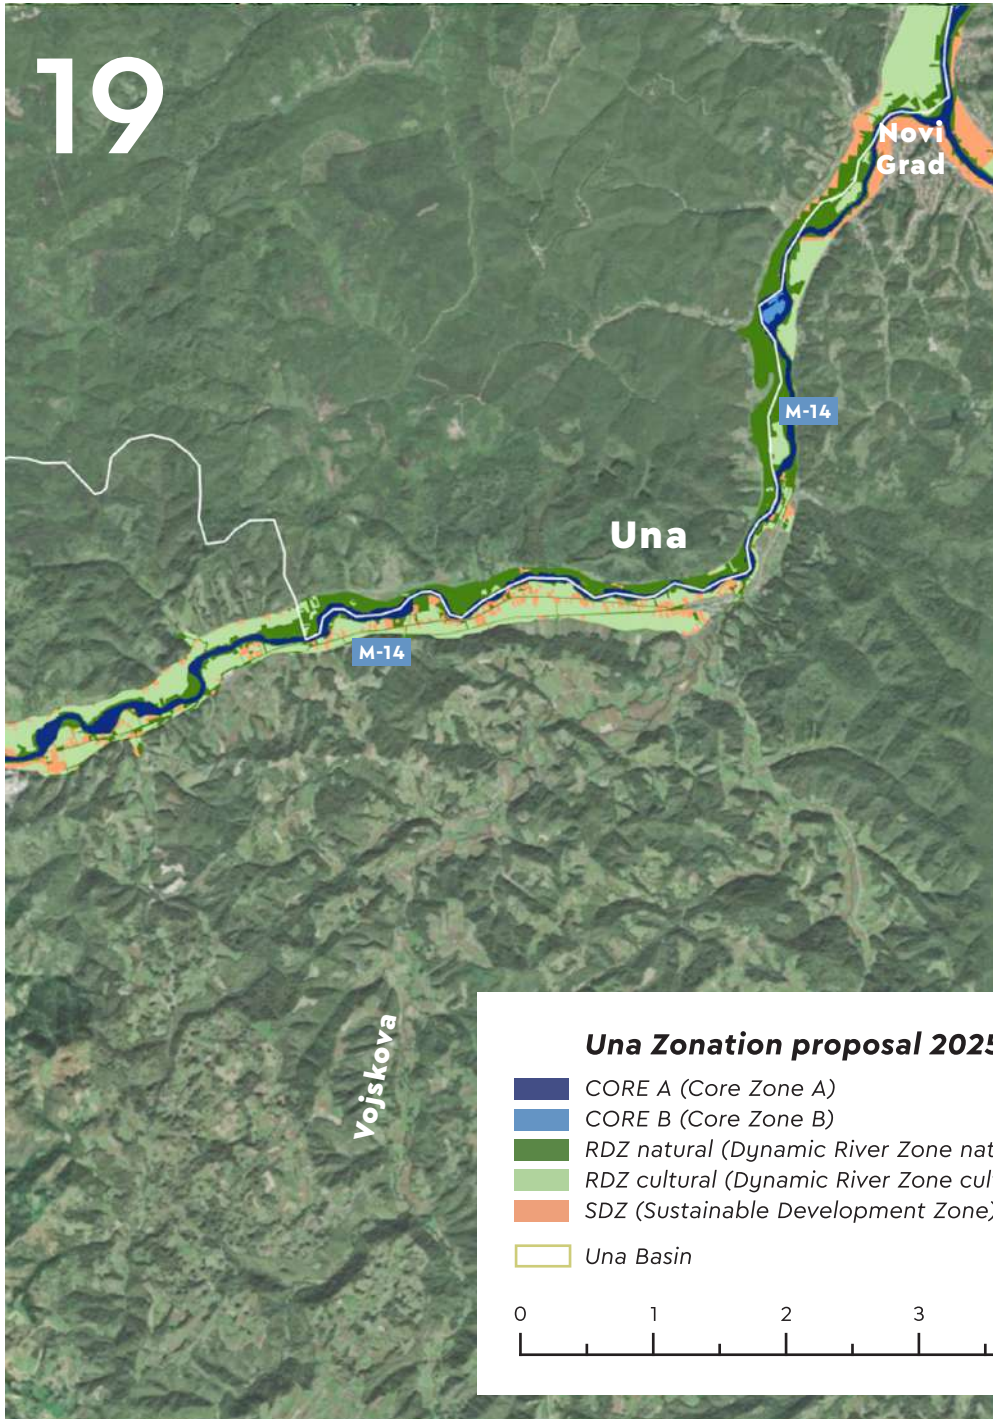 19
Novi
Grad
M-14
Una
M-14
Vojskova
Una Zonation proposal 2025
CORE A (Core Zone A)
CORE B (Core Zone B)
RDZ natural (Dynamic River Zone nat
RDZ cultural (Dynamic River Zone cul
SDZ (Sustainable Development Zone)
Una Basin
0 1 2 3